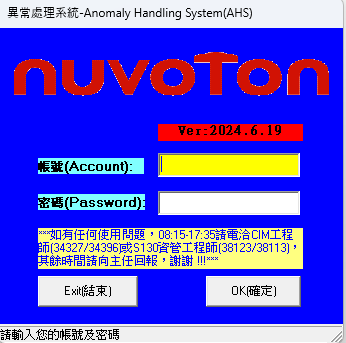 異常處理系統-Anomaly Handling System(AHS)
nuvoTon
Ver:2024.6.19
帳號(Account):
密碼(Password):
***如有任何使用問題，08:15-17:35請電洽CIM工程
師(34327/34396)或S130資管工程師(38123/38113)，
其餘時間請向主任回報，謝謝 !!!***
Exit(結束)
OK(確定)
請輸入您的帳號及密碼